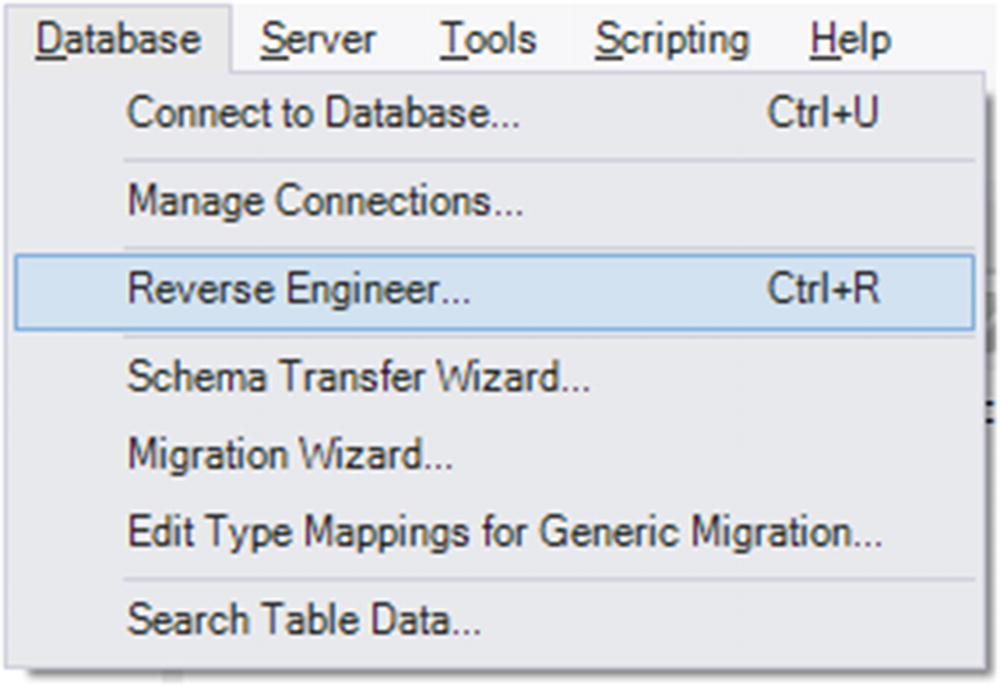 Database Server Tools Scripting Help
Connect to Database... Ctrl+U
Manage Connections...
Reverse Engineer... Ctrl+R
Schema Transfer Wizard...
Migration Wizard...
Edit Type Mappings for Generic Migration...
Search Table Data...